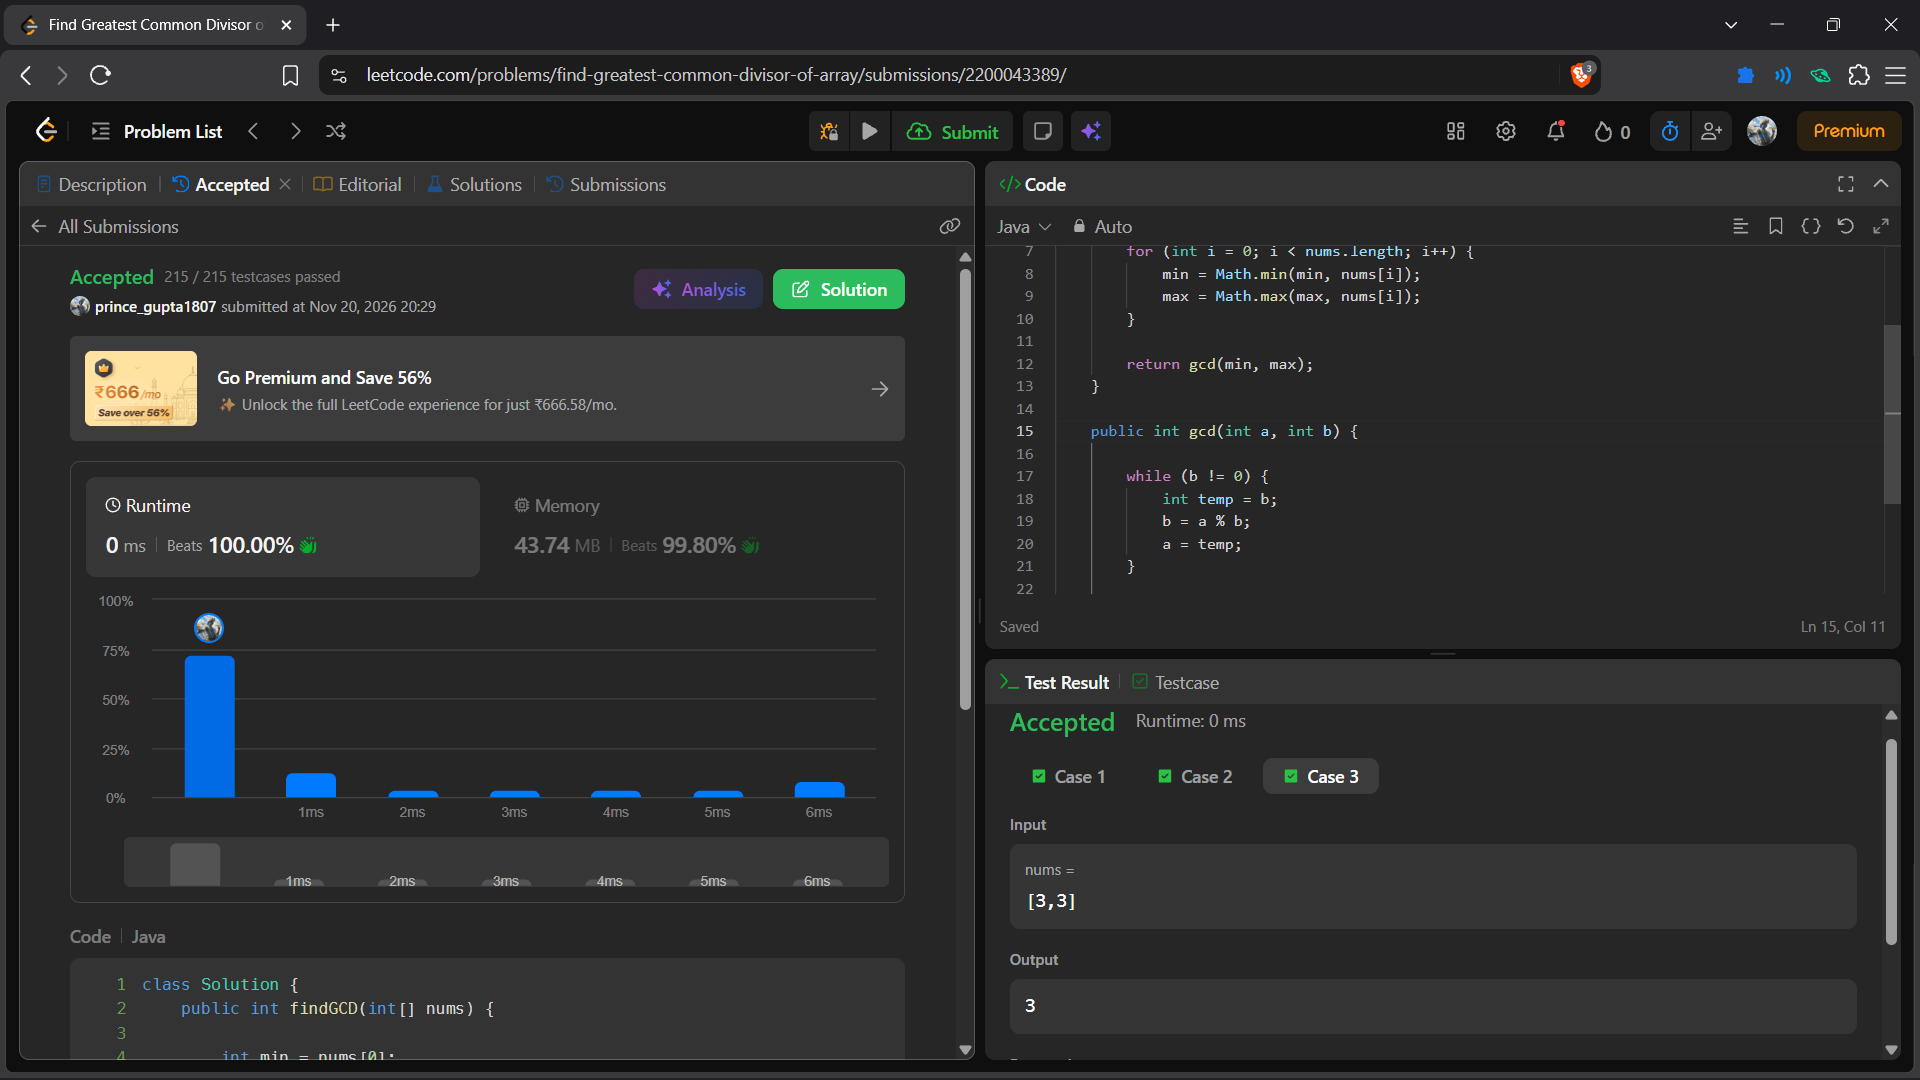 Find Greatest Common Divisor o
leetcode.com/problems/find-greatest-common-divisor-of-array/submissions/2200043389/
3
Problem List
Submit
0
Premium
Description
Accepted
Editorial
Solutions
Submissions
All Submissions
Accepted 215 / 215 testcases passed
prince_gupta1807 submitted at Nov 20, 2026 20:29
Analysis
Solution
₹666 /mo
Save over 56%
Go Premium and Save 56%
✨ Unlock the full LeetCode experience for just ₹666.58/mo.
Runtime
0 ms Beats 100.00%
Memory
43.74 MB Beats 99.80%
100%
75%
50%
25%
0%
1ms 2ms 3ms 4ms 5ms 6ms
1ms 2ms 3ms 4ms 5ms 6ms
Code Java
1 class Solution {
2 public int findGCD(int[] nums) {
3
4 int min = nums[0];
</> Code
Java Auto
7 for (int i = 0; i < nums.length; i++) {
8 min = Math.min(min, nums[i]);
9 max = Math.max(max, nums[i]);
10 }
11
12 return gcd(min, max);
13 }
14
15 public int gcd(int a, int b) {
16
17 while (b != 0) {
18 int temp = b;
19 b = a % b;
20 a = temp;
21 }
22
Saved
Ln 15, Col 11
Test Result
Testcase
Accepted Runtime: 0 ms
Case 1
Case 2
Case 3
Input
nums =
[3,3]
Output
3